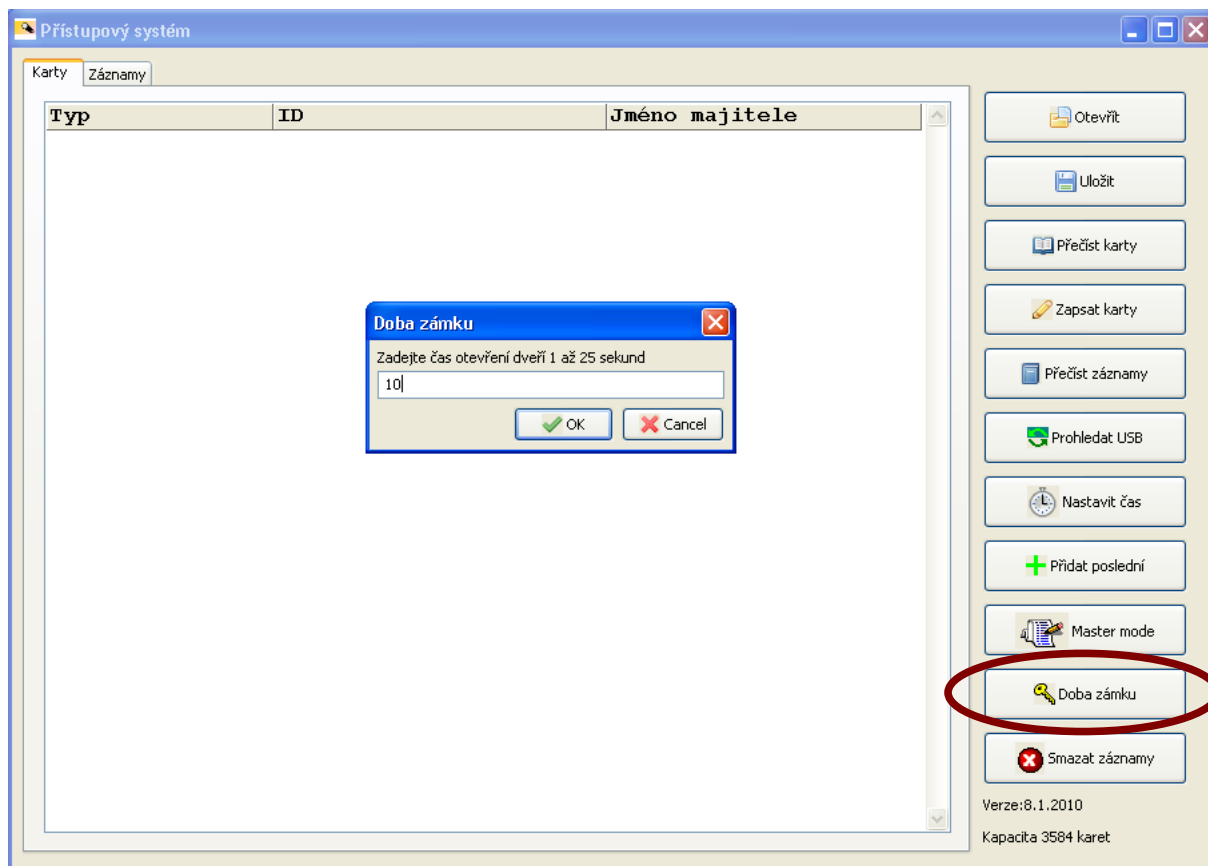 Přístupový systém
Karty Záznamy
Typ ID Jméno majitele
Otevřít
Uložit
Přečíst karty
Zapsat karty
Přečíst záznamy
Prohledat USB
Nastavit čas
Přidat poslední
Master mode
Doba zámku
Smazat záznamy
Verze:8.1.2010
Kapacita 3584 karet
Doba zámku
Zadejte čas otevření dveří 1 až 25 sekund
10
OK Cancel